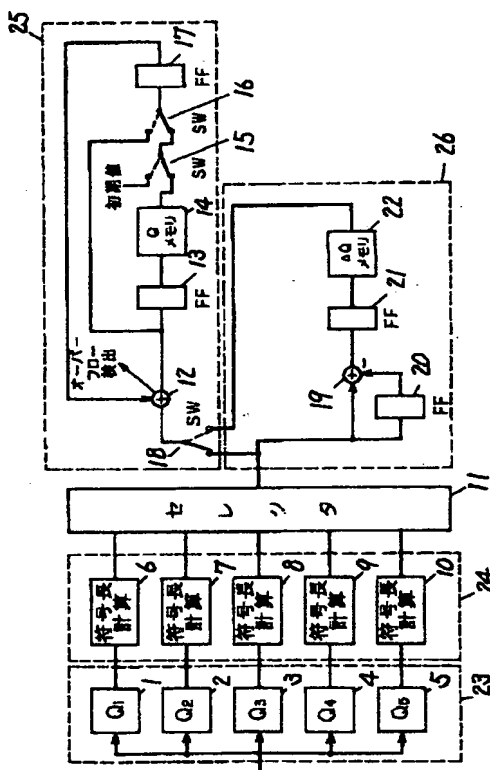 25
17
FF
16
SW
15
SW
初期値
14
Q
メモリ
13
FF
オーバー
フロー
検出
12
SW
18
26
22
ΔQ
メモリ
21
FF
19
-
20
FF
11
セレクタ
6
符号長
計算
7
符号長
計算
8
符号長
計算
9
符号長
計算
10
符号長
計算
24
Q1
1
Q2
2
Q3
3
Q4
4
Q5
5
23